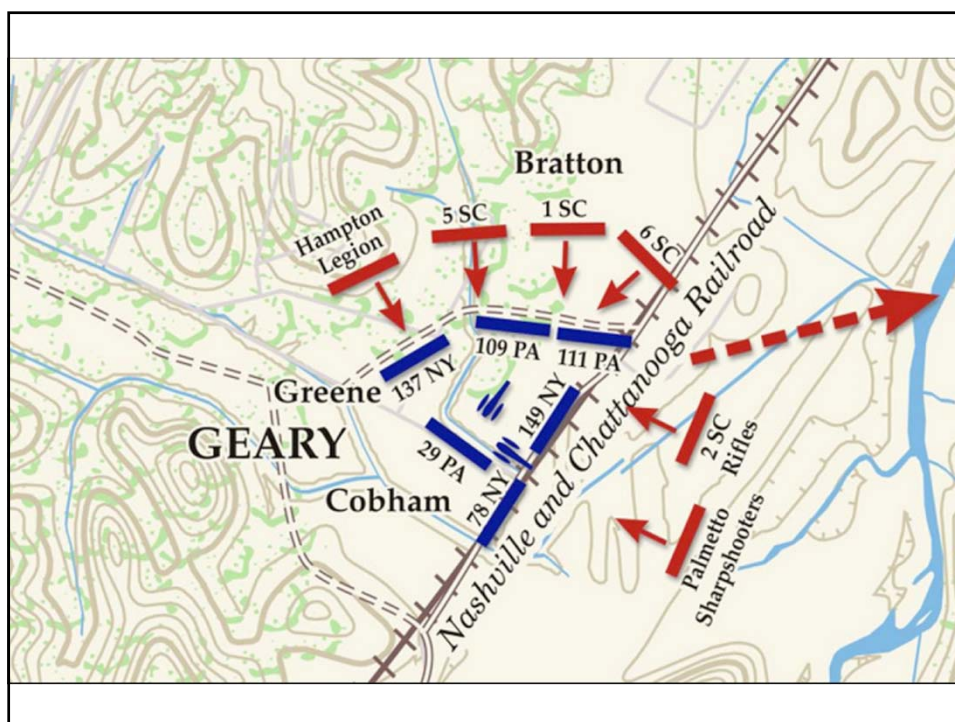 Bratton
Hampton
Legion
5 SC
1 SC
6 SC
109 PA
111 PA
137 NY
Greene
GEARY
149 NY
29 PA
Cobham
78 NY
Nashville and Chattanooga Railroad
2 SC
Rifles
Palmetto
Sharpshooters